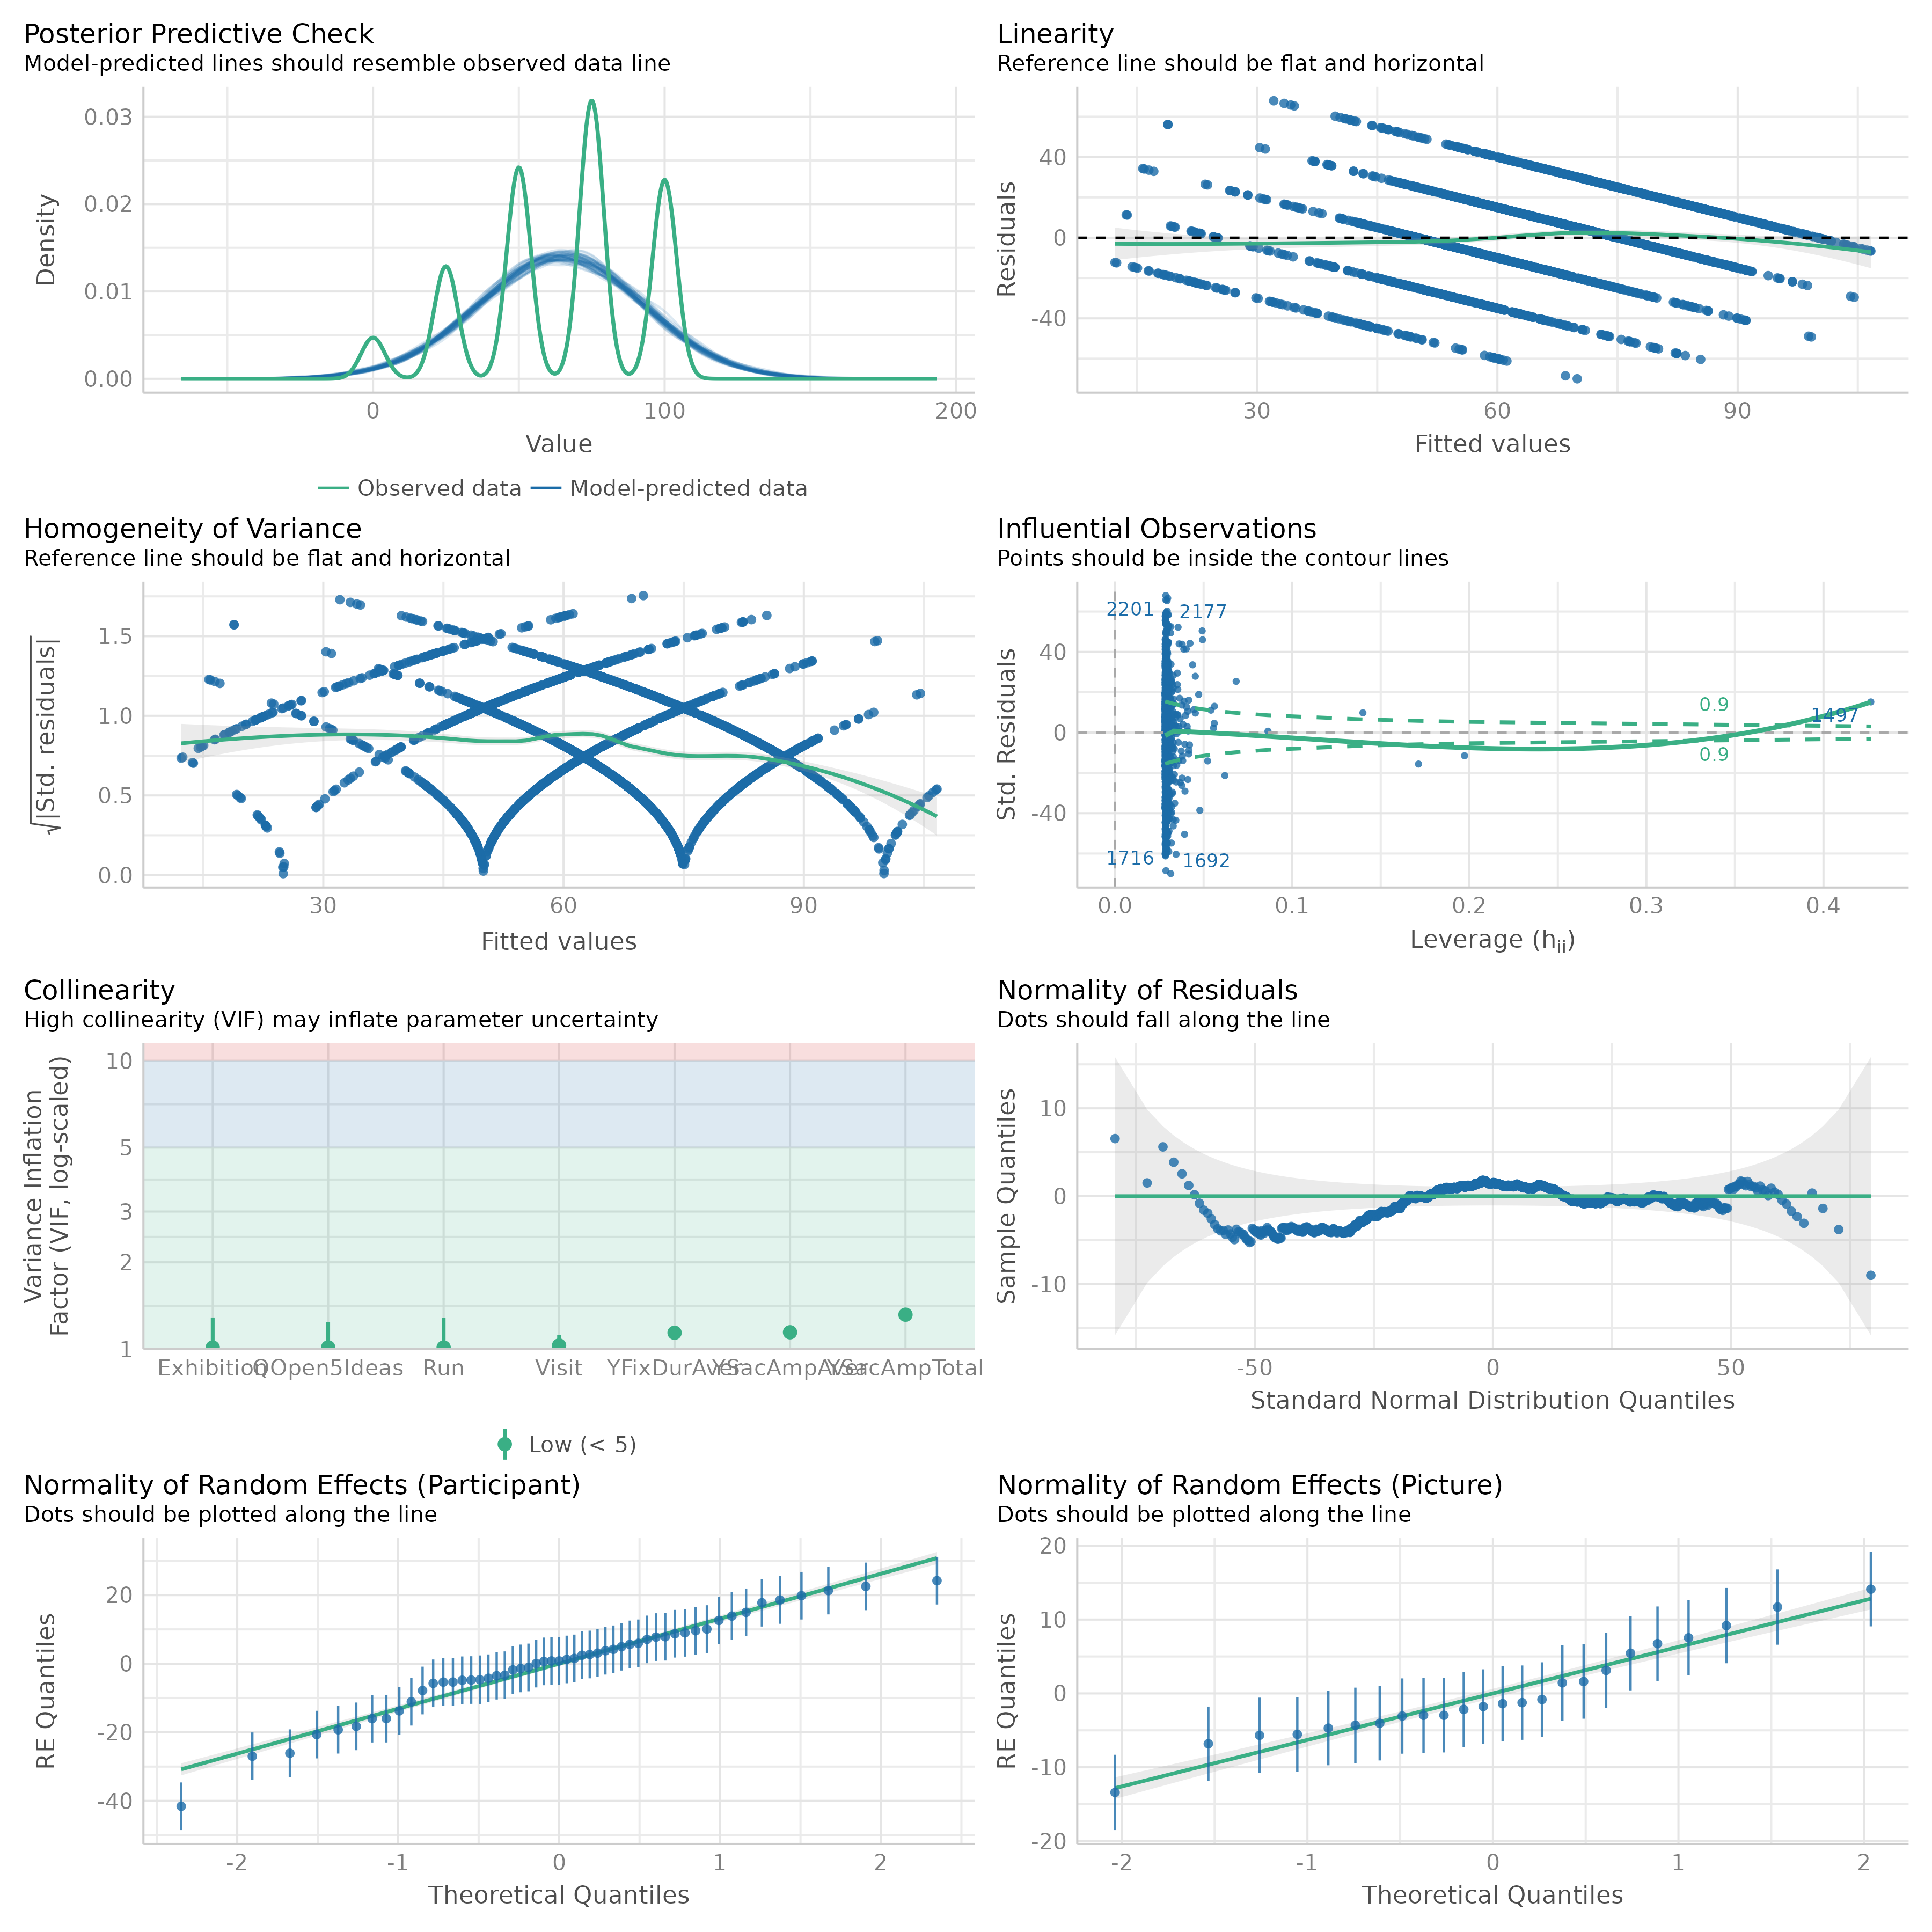 Posterior Predictive Check
Model-predicted lines should resemble observed data line
0.03
0.02
0.01
0.00
Density
0
100
200
Value
Observed data
Model-predicted data
Linearity
Reference line should be flat and horizontal
40
0
-40
Residuals
30
60
90
Fitted values
Homogeneity of Variance
Reference line should be flat and horizontal
1.5
1.0
0.5
0.0
√|Std. residuals|
30
60
90
Fitted values
Influential Observations
Points should be inside the contour lines
2201
2177
40
0
-40
Std. Residuals
0.9
1497
0.9
1716
1692
0.0
0.1
0.2
0.3
0.4
Leverage (hii)
Collinearity
High collinearity (VIF) may inflate parameter uncertainty
10
5
3
2
1
Variance Inflation
Factor (VIF, log-scaled)
Exhibition
QOpen5Ideas
Run
Visit
YFixDurAver
YSacAmpAver
YSacAmpTotal
Low (< 5)
Normality of Residuals
Dots should fall along the line
10
0
-10
Sample Quantiles
-50
0
50
Standard Normal Distribution Quantiles
Normality of Random Effects (Participant)
Dots should be plotted along the line
20
0
-20
-40
RE Quantiles
-2
-1
0
1
2
Theoretical Quantiles
Normality of Random Effects (Picture)
Dots should be plotted along the line
20
10
0
-10
-20
RE Quantiles
-2
-1
0
1
2
Theoretical Quantiles